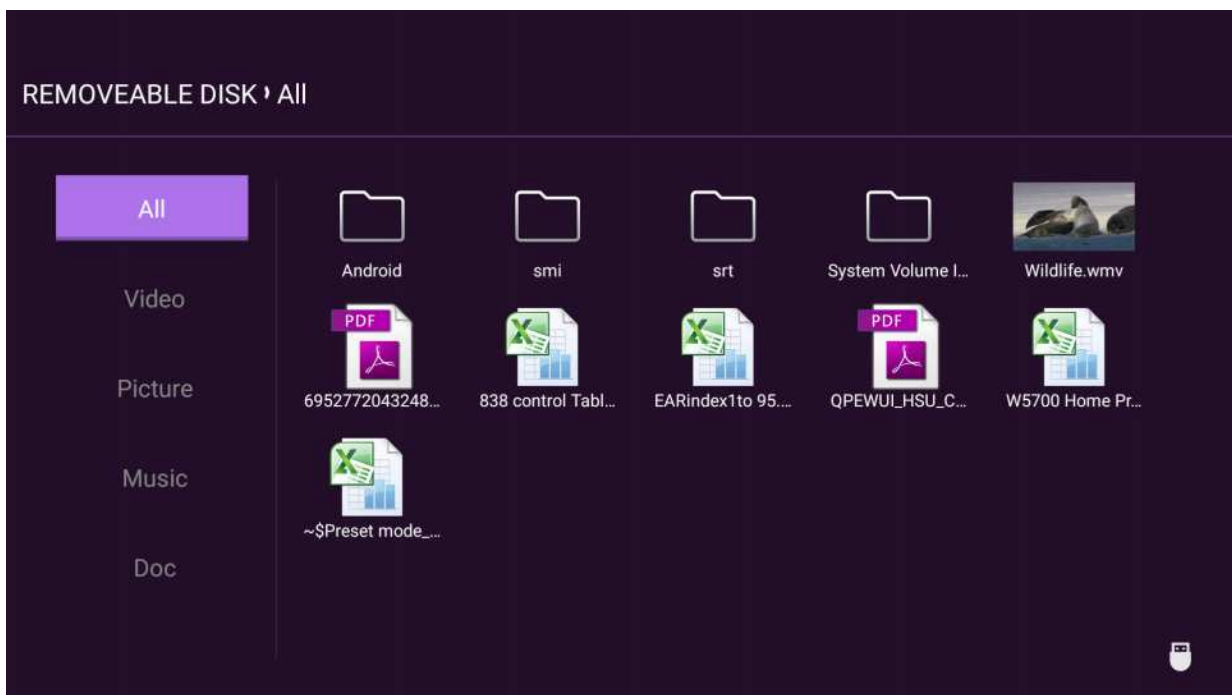 REMOVEABLE DISK › All
All
Video
Picture
Music
Doc
Android
smi
srt
System Volume I...
Wildlife.wmv
PDF
PDF
6952772043248...
838 control Tabl...
EARindex1to 95....
QPEWUI_HSU_C...
W5700 Home Pr...
~$Preset mode_...